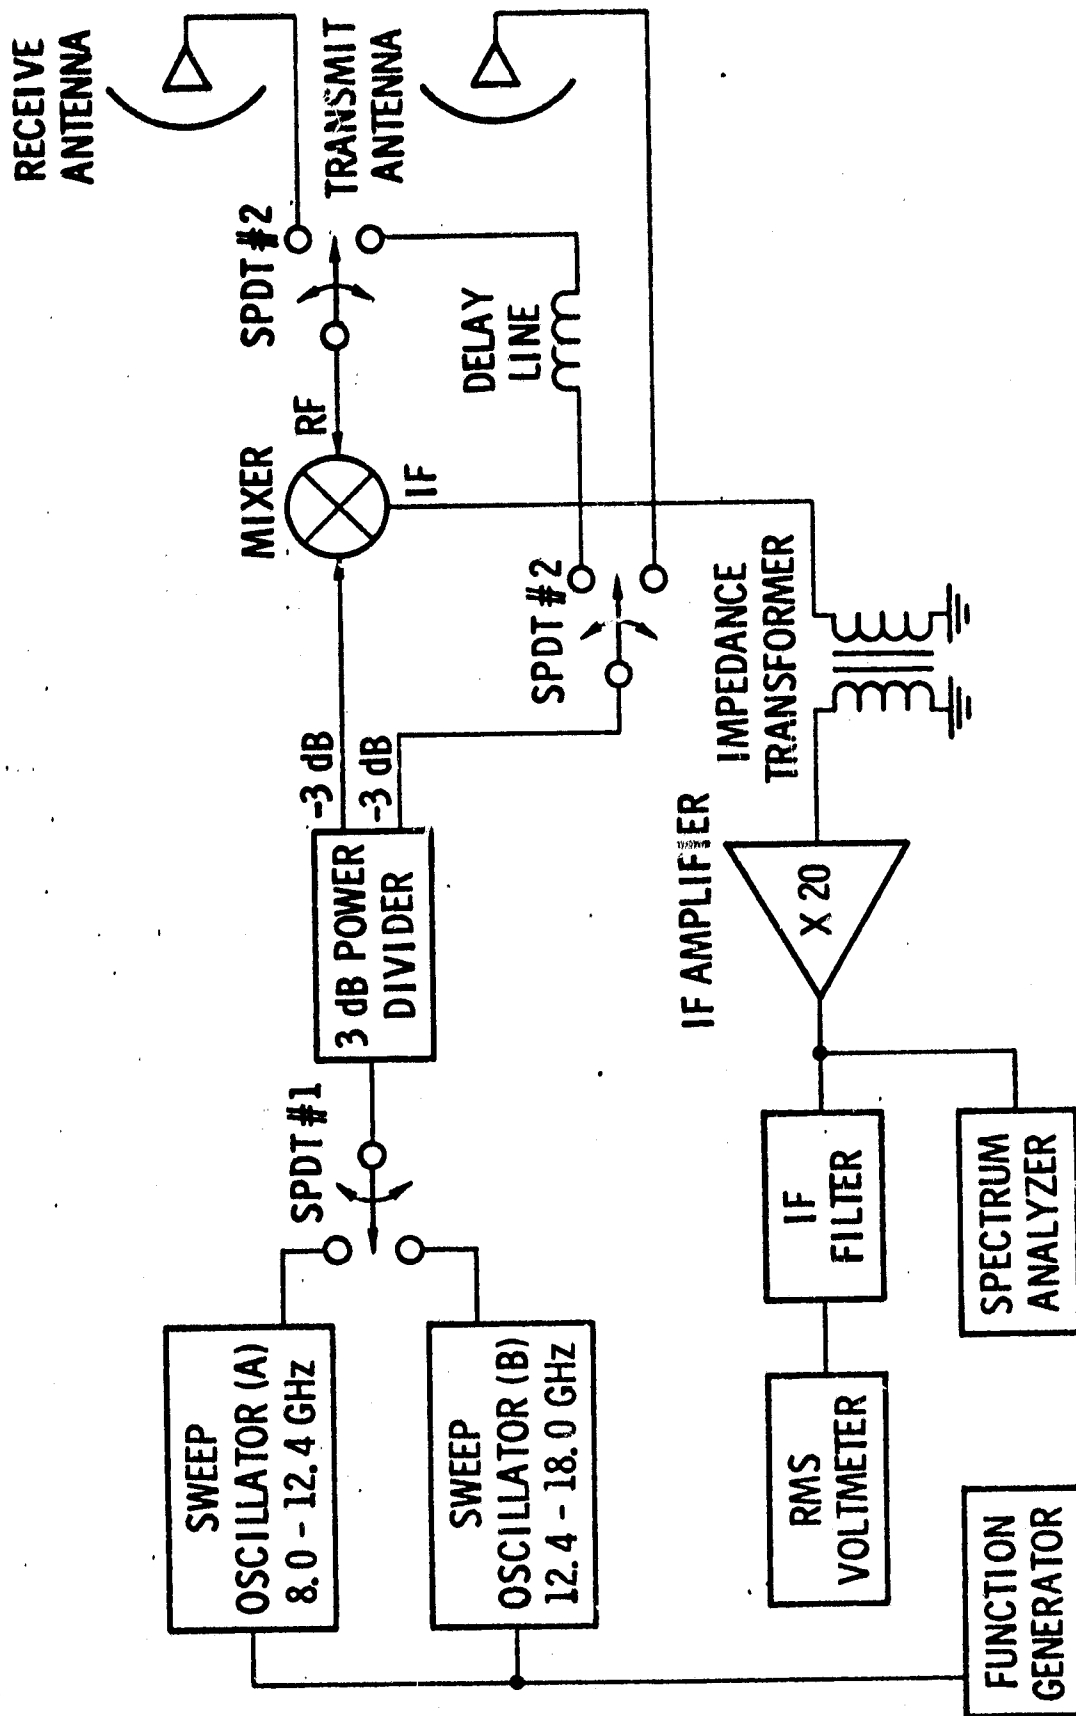 RECEIVE
ANTENNA
TRANSMIT
ANTENNA
SPDT #2
RF
MIXER
IF
DELAY
LINE
-3 dB
-3 dB
3 dB POWER
DIVIDER
SPDT #1
SPDT #2
SWEEP
OSCILLATOR (A)
8.0 - 12.4 GHz
SWEEP
OSCILLATOR (B)
12.4 - 18.0 GHz
IMPEDANCE
TRANSFORMER
IF AMPLIFIER
X 20
IF
FILTER
RMS
VOLTMETER
SPECTRUM
ANALYZER
FUNCTION
GENERATOR